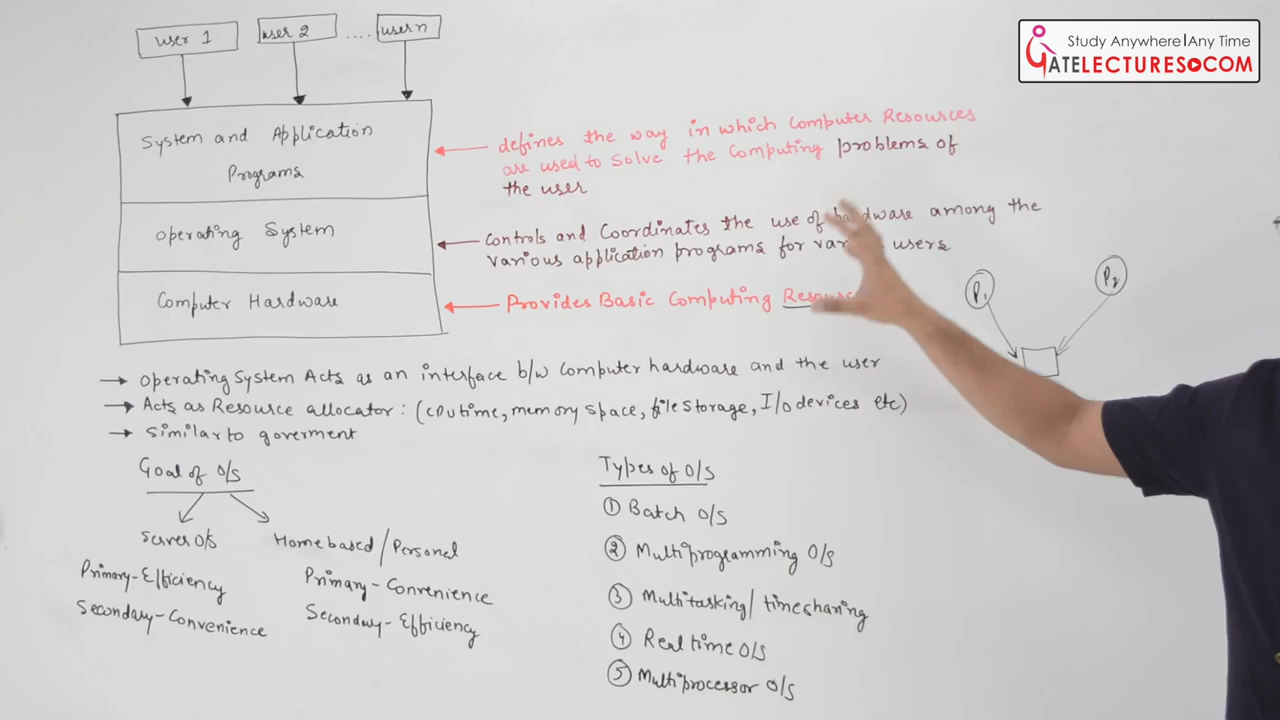 user 1
user 2
....
user n
Study Anywhere|Any Time
GATELECTURES.COM
System and Application
Programs
defines the way in which Computer Resources
are used to solve the Computing problems of
the user
operating System
Controls and Coordinates the use of hardware among the
various application programs for users
Computer Hardware
Provides Basic Computing
P1
P2
→ operating System Acts as an interface b/w Computer hardware and the user
→ Acts as Resource allocator: (CPU time, memory Space, file Storage, I/O devices etc)
→ Similar to goverment
Goal of O/S
Server O/S
Home based / Personal
Primary-Efficiency
Primary-Convenience
Secondary-Convenience
Secondary-Efficiency
Types of O/S
① Batch O/S
② Multiprogramming O/S
③ Multitasking/timesharing
④ Real time O/S
⑤ Multiprocessor O/S